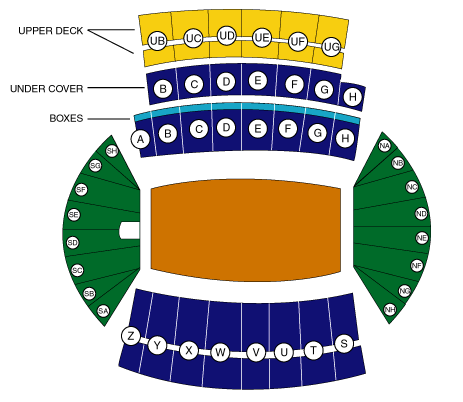 UPPER DECK
UB UC UD UE UF UG
UNDER COVER
B C D E F G H
BOXES
A B C D E F G H
SH
SG
SF
SE
SD
SC
SB
SA
NA
NB
NC
ND
NE
NF
NG
NH
Z Y X W V U T S